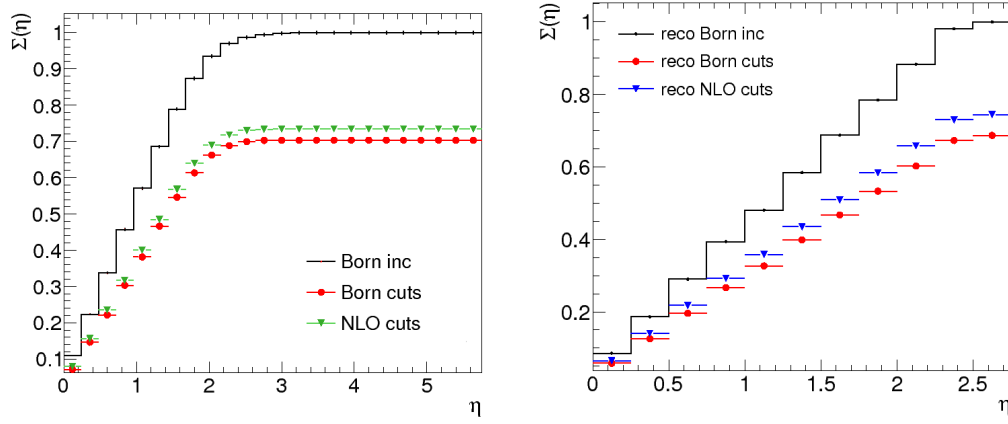 Σ(η)
1
0.9
0.8
0.7
0.6
0.5
0.4
0.3
0.2
0.1
Born inc
Born cuts
NLO cuts
0 1 2 3 4 5
η
Σ(η)
1
0.8
0.6
0.4
0.2
0
reco Born inc
reco Born cuts
reco NLO cuts
0 0.5 1 1.5 2 2.5
η